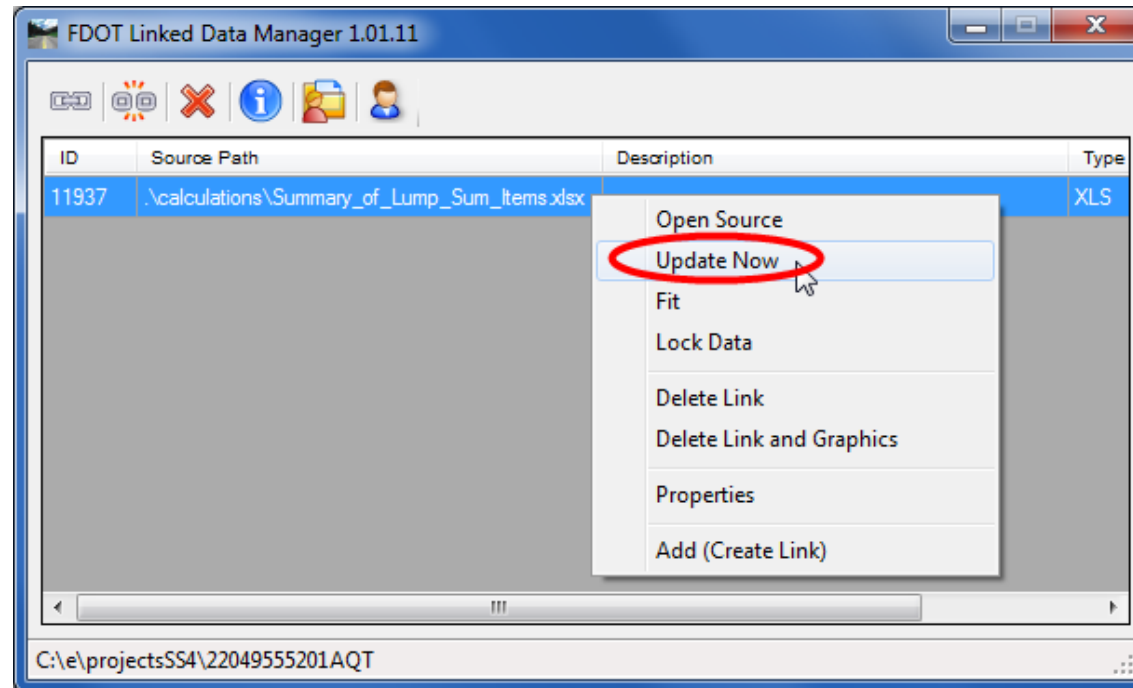 FDOT Linked Data Manager 1.01.11
ID Source Path Description Type
11937 .\calculations\Summary_of_Lump_Sum_Items.xlsx XLS
Open Source
Update Now
Fit
Lock Data
Delete Link
Delete Link and Graphics
Properties
Add (Create Link)
C:\e\projectsSS4\22049555201AQT